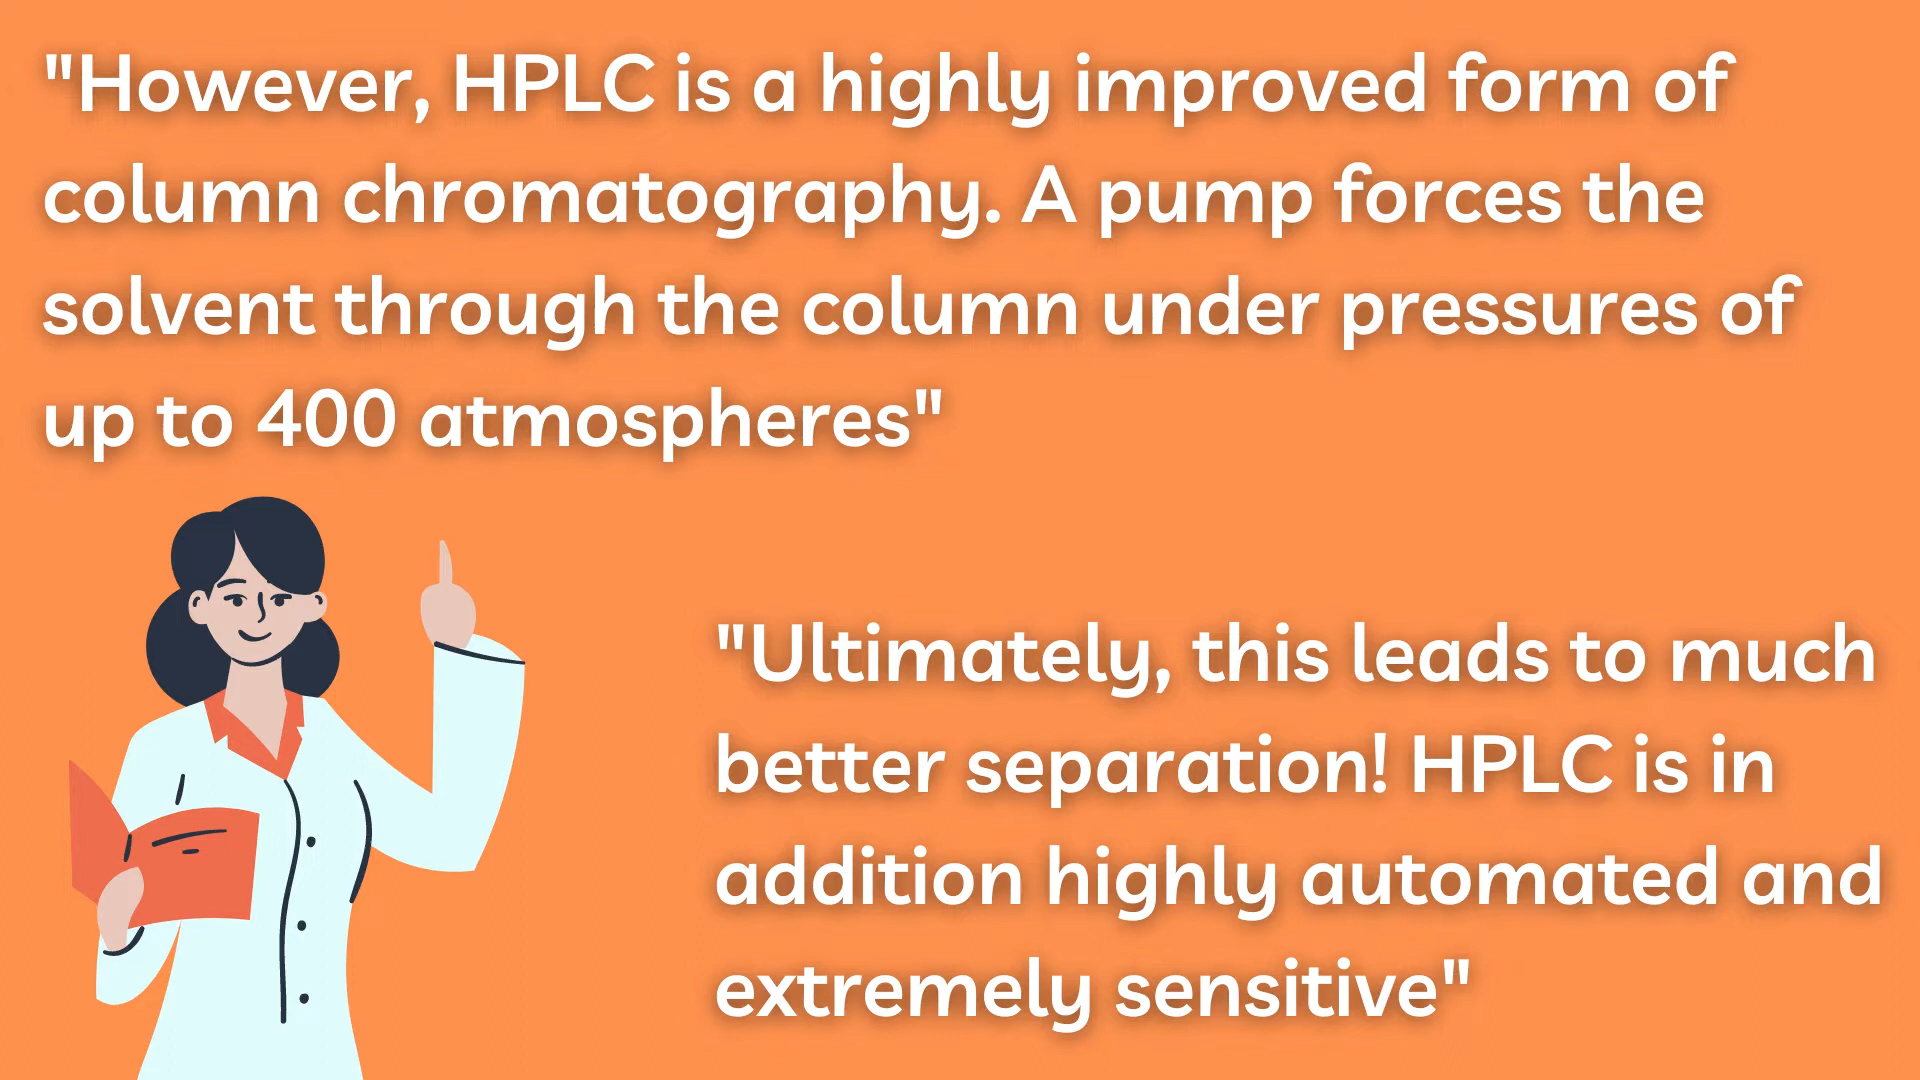 "However, HPLC is a highly improved form of
column chromatography. A pump forces the
solvent through the column under pressures of
up to 400 atmospheres"
"Ultimately, this leads to much
better separation! HPLC is in
addition highly automated and
extremely sensitive"